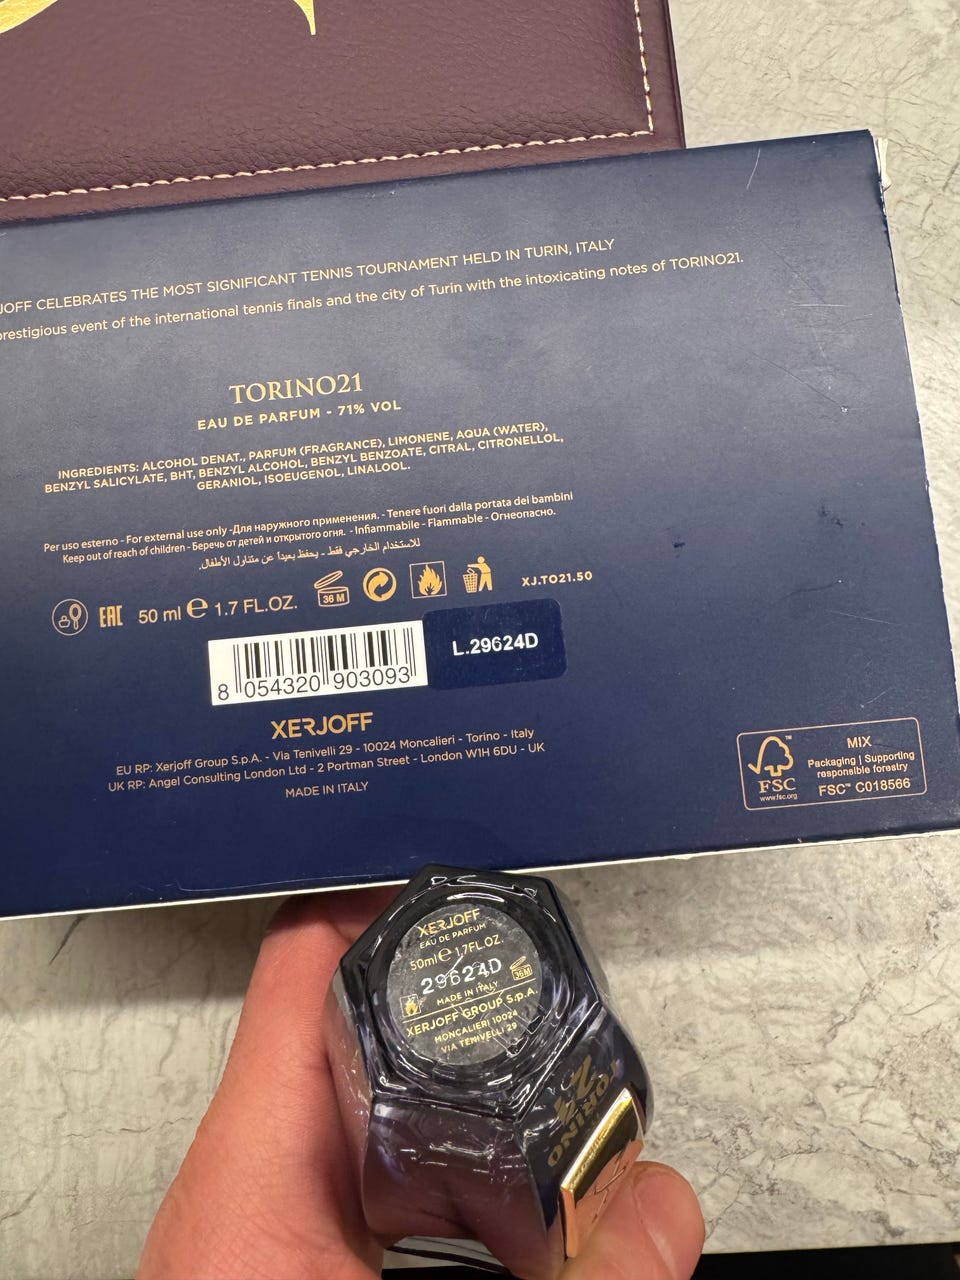 JOFF CELEBRATES THE MOST SIGNIFICANT TENNIS TOURNAMENT HELD IN TURIN, ITALY
prestigious event of the international tennis finals and the city of Turin with the intoxicating notes of TORINO21.
TORINO21
EAU DE PARFUM - 71% VOL
INGREDIENTS: ALCOHOL DENAT., PARFUM (FRAGRANCE), LIMONENE, AQUA (WATER),
BENZYL SALICYLATE, BHT, BENZYL ALCOHOL, BENZYL BENZOATE, CITRAL, CITRONELLOL,
GERANIOL, ISOEUGENOL, LINALOOL.
Per uso esterno - For external use only -Для наружного применения. - Tenere fuori dalla portata dei bambini
Keep out of reach of children - Беречь от детей и открытого огня. - Infiammabile - Flammable - Огнеопасно.
للاستخدام الخارجي فقط - يحفظ بعيداً عن متناول الأطفال.
EAC 50 ml e 1.7 FL.OZ. 36 M XJ.TO21.50
8 054320 903093
L.29624D
XERJOFF
EU RP: Xerjoff Group S.p.A. - Via Tenivelli 29 - 10024 Moncalieri - Torino - Italy
UK RP: Angel Consulting London Ltd - 2 Portman Street - London W1H 6DU - UK
MADE IN ITALY
FSC™
www.fsc.org
MIX
Packaging | Supporting
responsible forestry
FSC™ C018566
XERJOFF
EAU DE PARFUM
50ml e 1.7FL.OZ.
29624D
36M
MADE IN ITALY
XERJOFF GROUP S.p.A.
MONCALIERI 10024
VIA TENIVELLI 29
TORINO
21